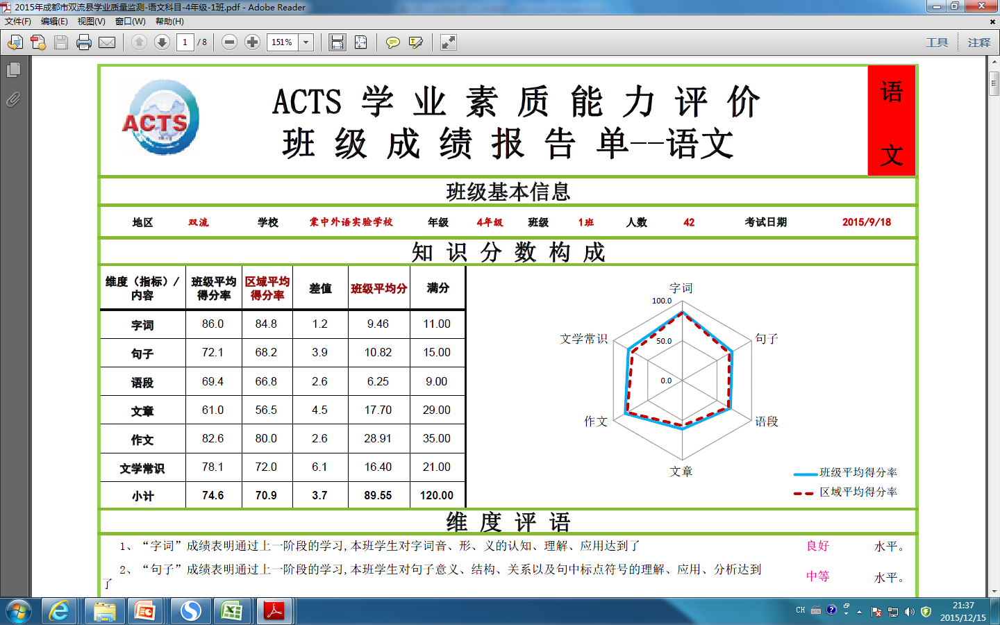 2015年成都市双流县学业质量监测-语文科目-4年级-1班.pdf - Adobe Reader
文件(F) 编辑(E) 视图(V) 窗口(W) 帮助(H)
1 / 8 151% 工具 注释
ACTS
ACTS 学 业 素 质 能 力 评 价
班 级 成 绩 报 告 单--语文
语
文
班级基本信息
地区 双流 学校 棠中外语实验学校 年级 4年级 班级 1班 人数 42 考试日期 2015/9/18
知 识 分 数 构 成
维度（指标）/内容 班级平均得分率 区域平均得分率 差值 班级平均分 满分
字词 86.0 84.8 1.2 9.46 11.00
句子 72.1 68.2 3.9 10.82 15.00
语段 69.4 66.8 2.6 6.25 9.00
文章 61.0 56.5 4.5 17.70 29.00
作文 82.6 80.0 2.6 28.91 35.00
文学常识 78.1 72.0 6.1 16.40 21.00
小计 74.6 70.9 3.7 89.55 120.00
字词
100.0
文学常识 50.0 句子
0.0
作文 语段
文章
班级平均得分率
区域平均得分率
维 度 评 语
1、“字词”成绩表明通过上一阶段的学习,本班学生对字词音、形、义的认知、理解、应用达到了 良好 水平。
2、“句子”成绩表明通过上一阶段的学习,本班学生对句子意义、结构、关系以及句中标点符号的理解、应用、分析达到
了 中等 水平。
CH 21:37
2015/12/15